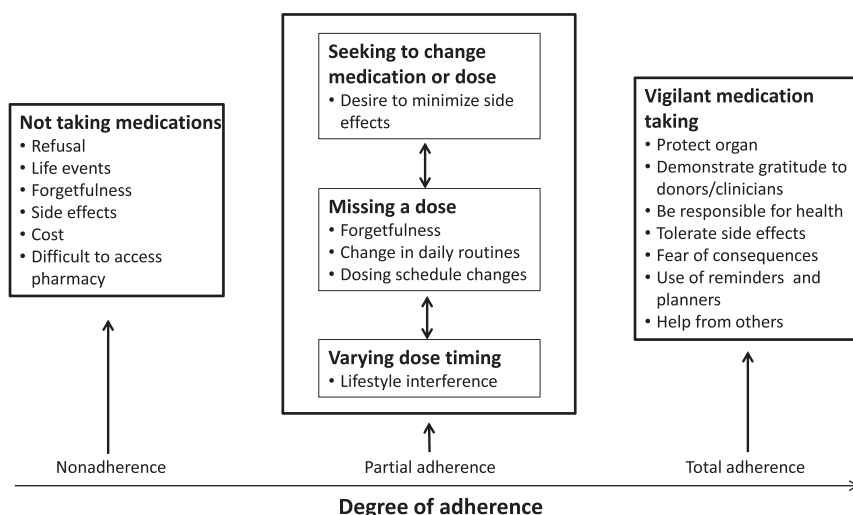 Not taking medications
• Refusal
• Life events
• Forgetfulness
• Side effects
• Cost
• Difficult to access
pharmacy
Seeking to change
medication or dose
• Desire to minimize side
effects
Missing a dose
• Forgetfulness
• Change in daily routines
• Dosing schedule changes
Varying dose timing
• Lifestyle interference
Vigilant medication
taking
• Protect organ
• Demonstrate gratitude to
donors/clinicians
• Be responsible for health
• Tolerate side effects
• Fear of consequences
• Use of reminders and
planners
• Help from others
Nonadherence
Partial adherence
Total adherence
Degree of adherence